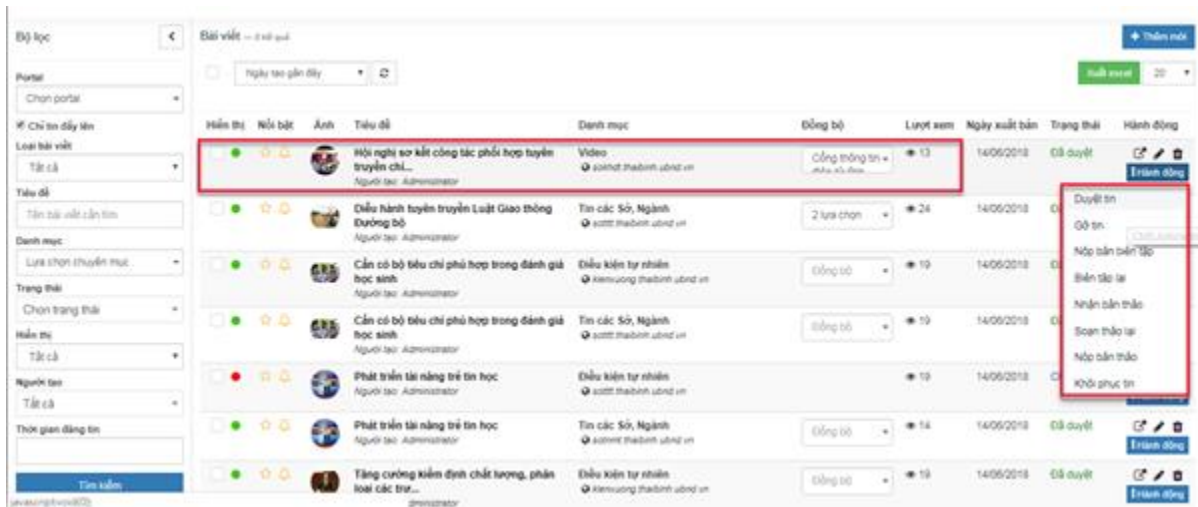 Bộ lọc
Bài viết
+ Thêm mới
Portal
Ngày tạo gần đây
Xuất excel 20
Chọn portal
Chỉ tin đẩy lên
Hiển thị Nổi bật Ảnh Tiêu đề Danh mục Đồng bộ Lượt xem Ngày xuất bản Trạng thái Hành động
Loại bài viết
Tất cả
Hội nghị sơ kết công tác phối hợp tuyên truyền chí...
Người tạo: Administrator
Video
Cổng thông tin
13 14/06/2018 Đã duyệt
Hành động
Tiêu đề
Tên bài viết cần tìm
Điều hành tuyên truyền Luật Giao thông Đường bộ
Người tạo: Administrator
Tin các Sở, Ngành
2 lựa chọn
24 14/06/2018
Duyệt tin
Gỡ tin
Nộp bản biên tập
Biên tập lại
Nhận bản thảo
Soạn thảo lại
Nộp bản thảo
Khôi phục tin
Danh mục
Lựa chọn chuyên mục
Cần có bộ tiêu chí phù hợp trong đánh giá học sinh
Người tạo: Administrator
Điều kiện tự nhiên
Đồng bộ
19 14/06/2018
Trạng thái
Chọn trạng thái
Cần có bộ tiêu chí phù hợp trong đánh giá học sinh
Người tạo: Administrator
Tin các Sở, Ngành
Đồng bộ
19 14/06/2018
Hiển thị
Tất cả
Phát triển tài năng trẻ tin học
Người tạo: Administrator
Điều kiện tự nhiên
19 14/06/2018
Người tạo
Tất cả
Phát triển tài năng trẻ tin học
Người tạo: Administrator
Tin các Sở, Ngành
Đồng bộ
14 14/06/2018 Đã duyệt
Hành động
Thời gian đăng tin
Tìm kiếm
Tăng cường kiểm định chất lượng, phân loại các trư...
Điều kiện tự nhiên
Đồng bộ
19 14/06/2018 Đã duyệt
Hành động